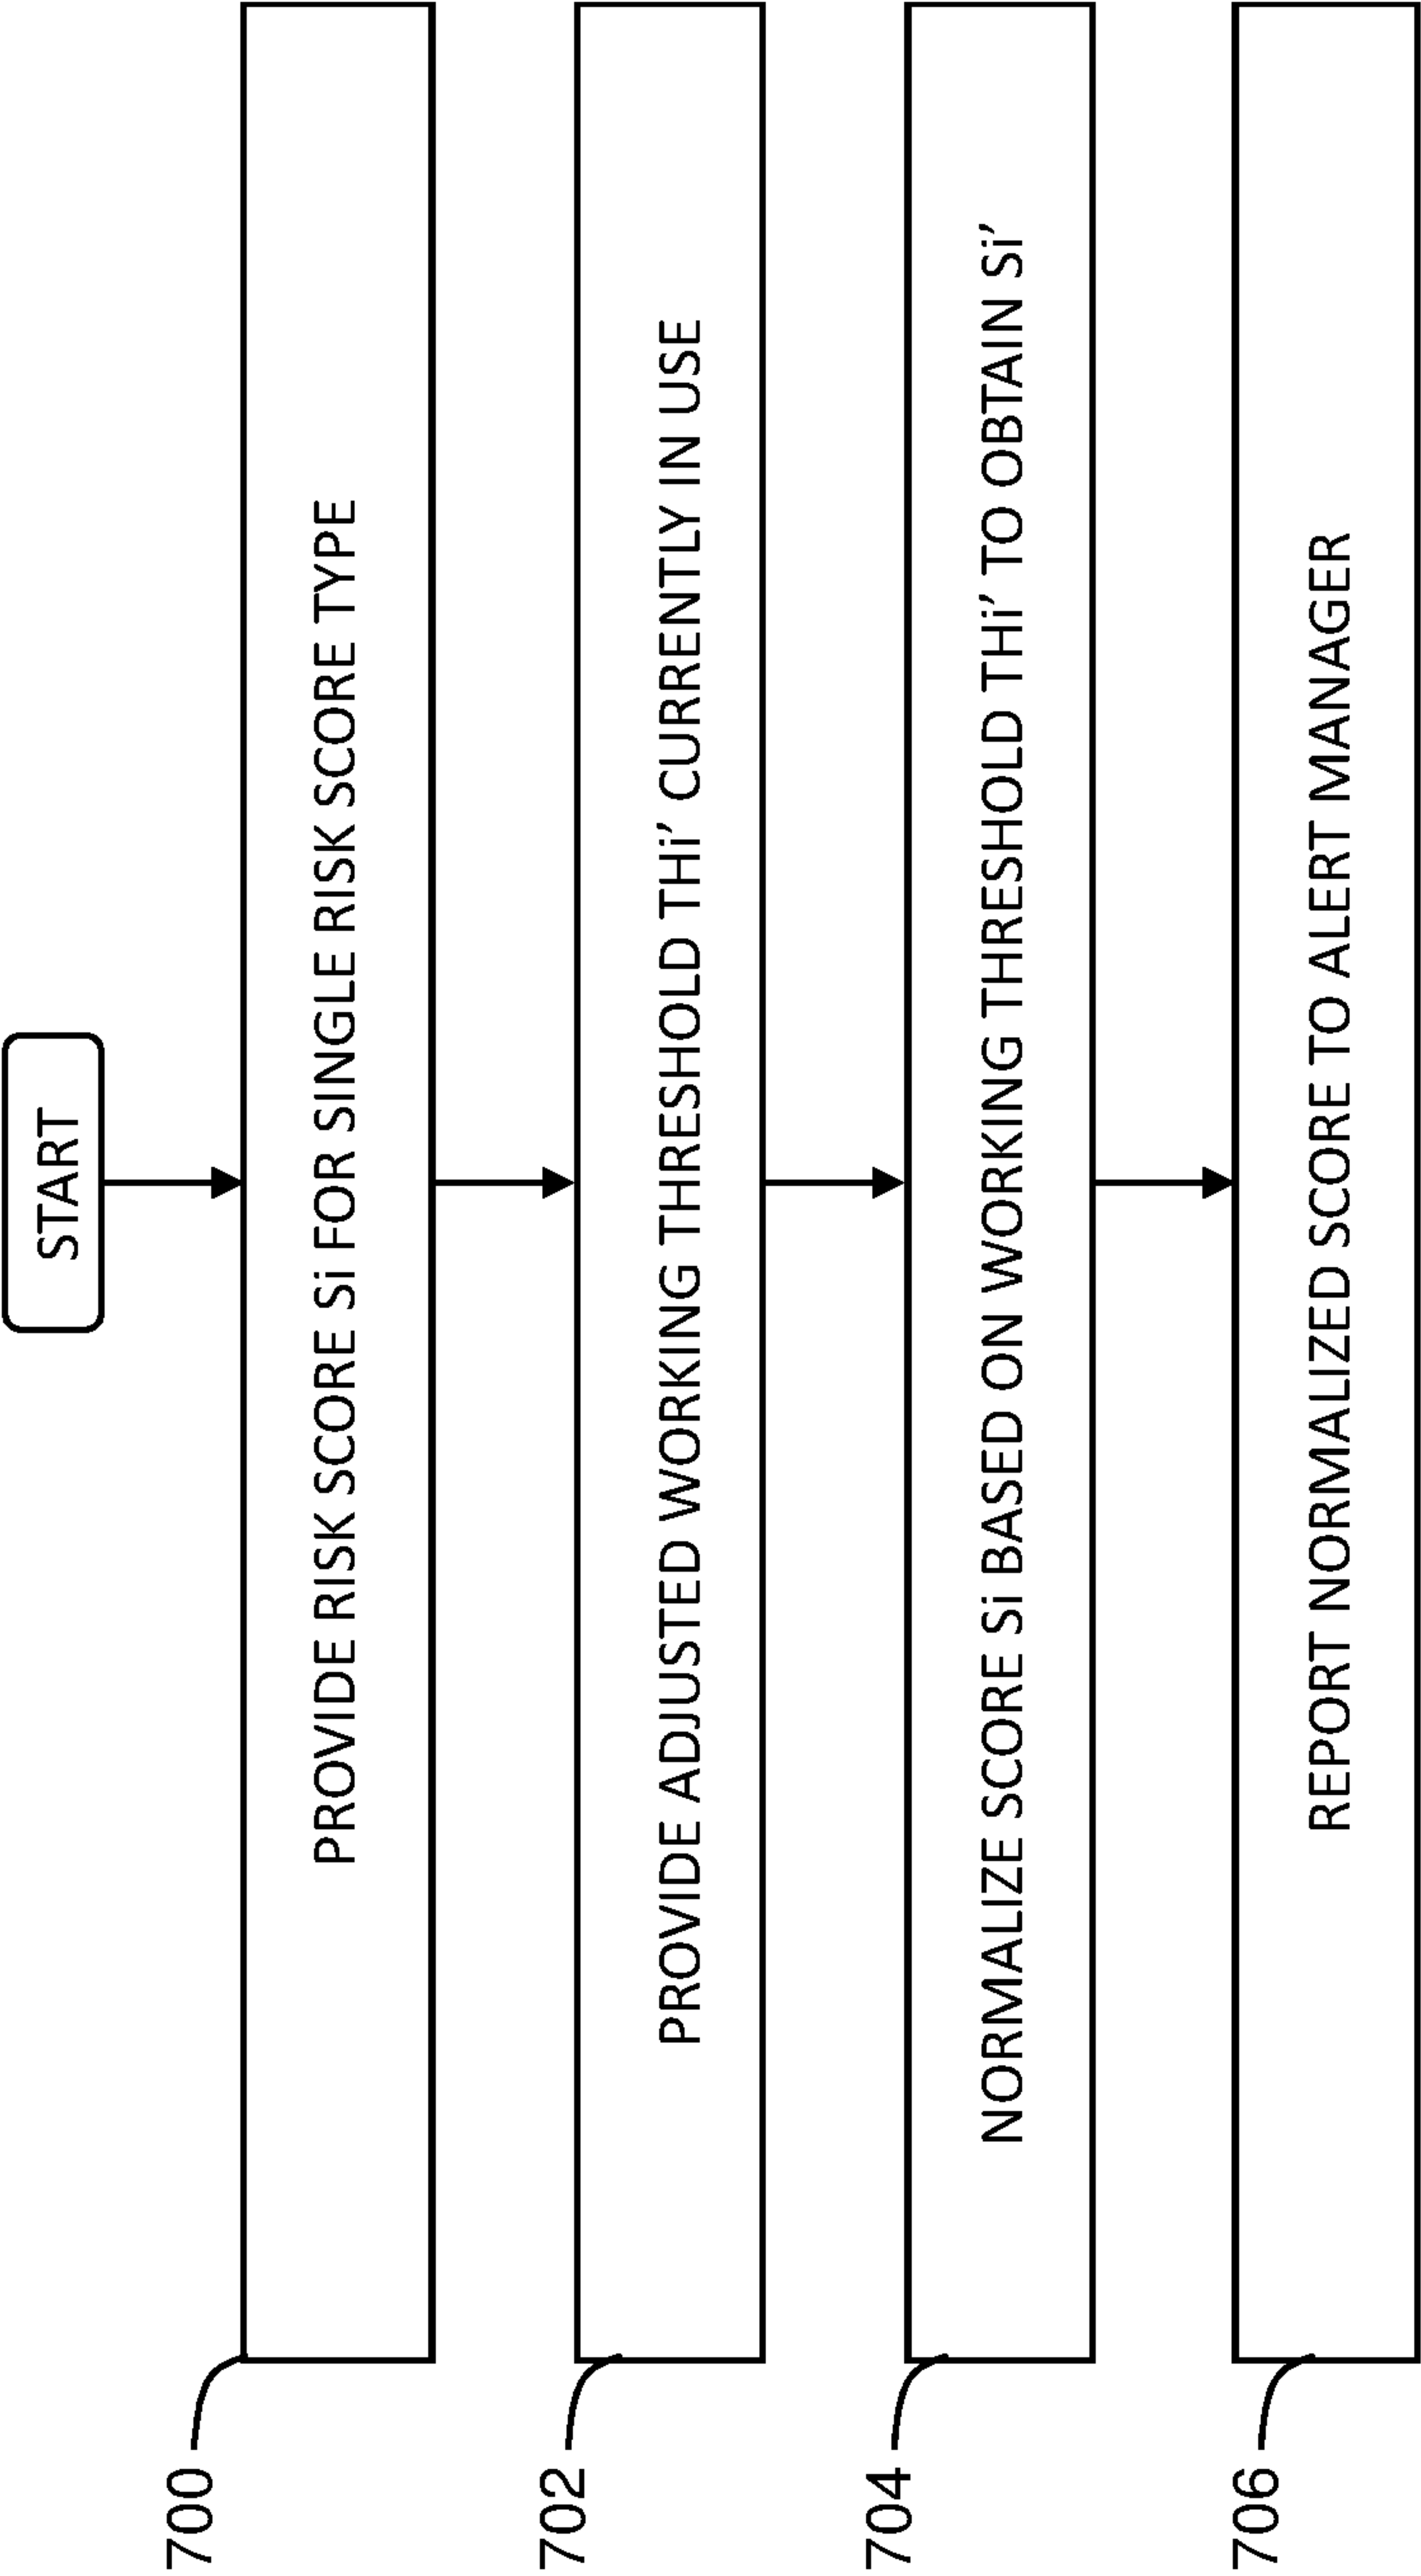 START
700
PROVIDE RISK SCORE Si FOR SINGLE RISK SCORE TYPE
702
PROVIDE ADJUSTED WORKING THRESHOLD THi’ CURRENTLY IN USE
704
NORMALIZE SCORE Si BASED ON WORKING THRESHOLD THi’ TO OBTAIN Si’
706
REPORT NORMALIZED SCORE TO ALERT MANAGER